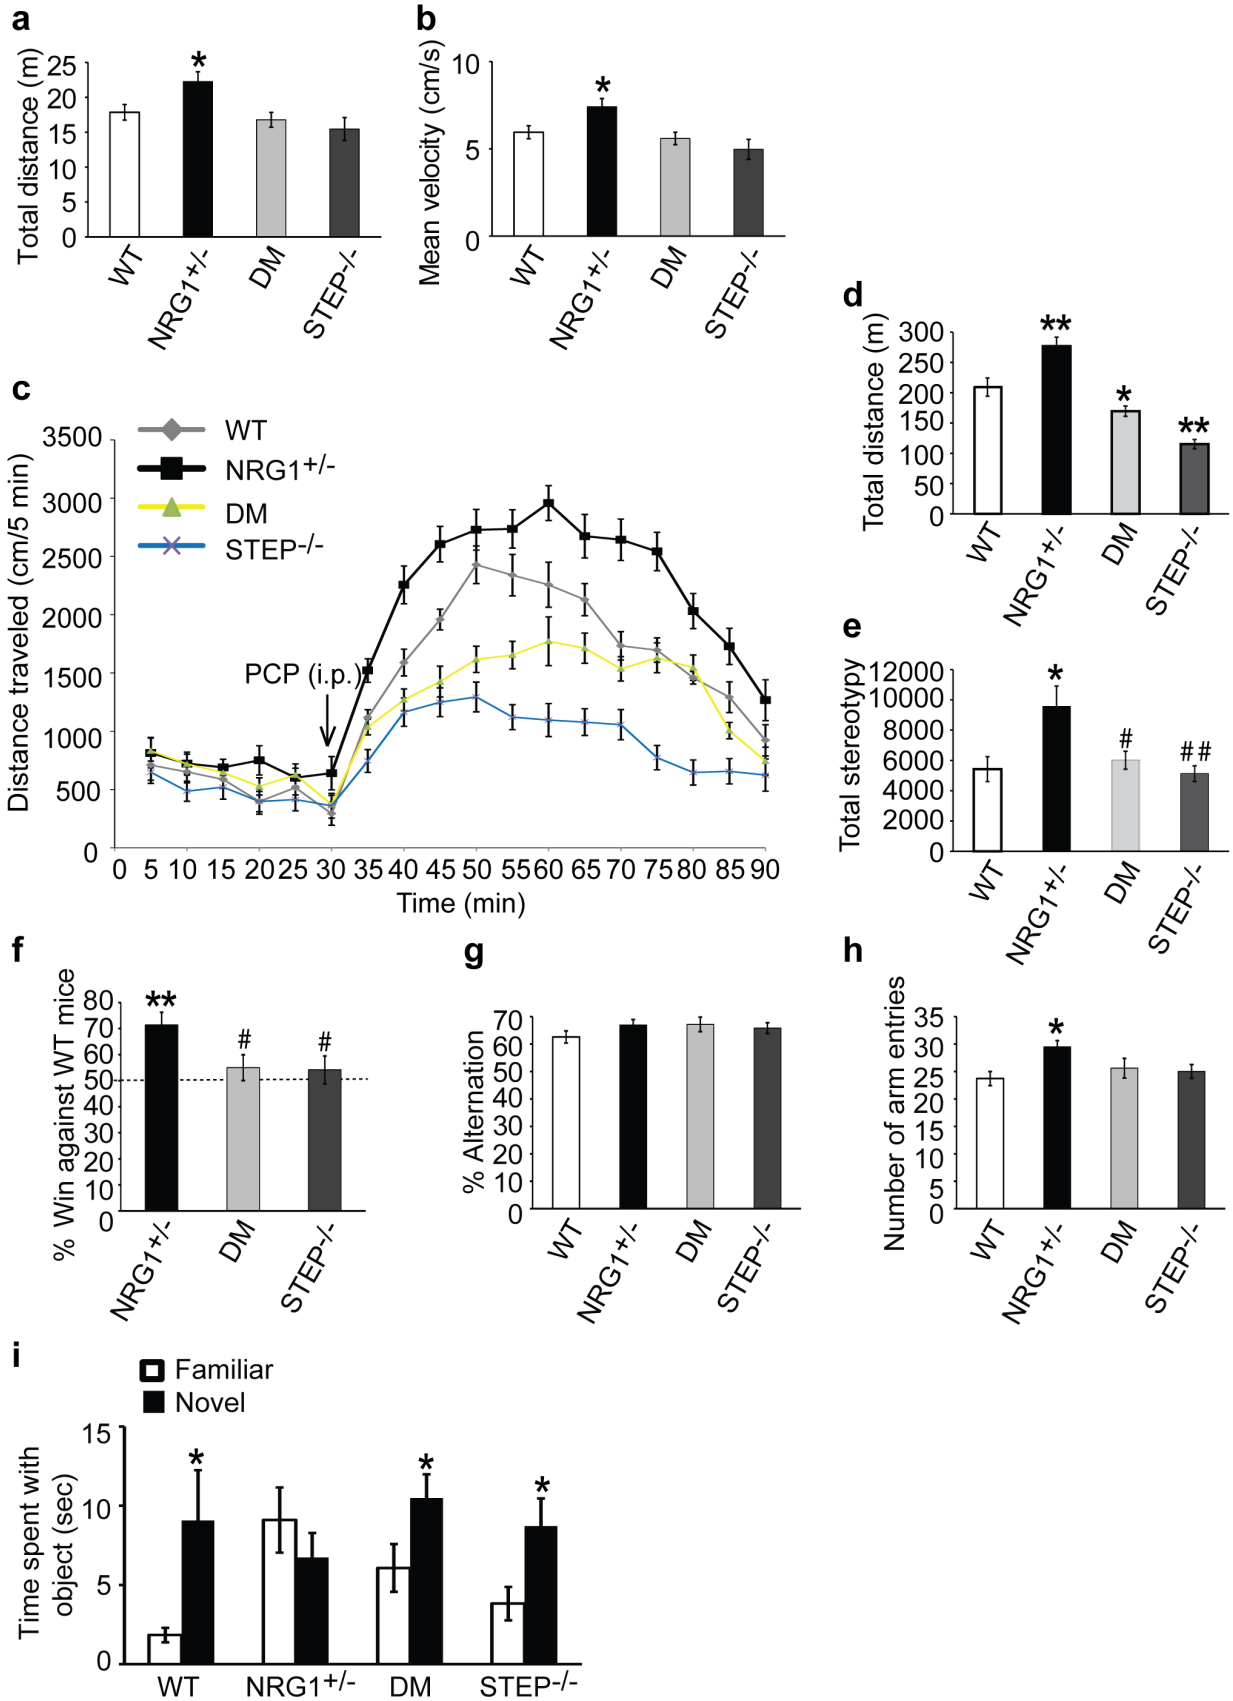 a
Total distance (m)
25
20
15
10
5
0
*
WT
NRG1+/-
DM
STEP-/-
b
Mean velocity (cm/s)
10
5
0
*
WT
NRG1+/-
DM
STEP-/-
c
Distance traveled (cm/5 min)
3500
3000
2500
2000
1500
1000
500
0
WT
NRG1+/-
DM
STEP-/-
PCP (i.p.)
0 5 10 15 20 25 30 35 40 45 50 55 60 65 70 75 80 85 90
Time (min)
d
Total distance (m)
300
250
200
150
100
50
0
**
*
**
WT
NRG1+/-
DM
STEP-/-
e
Total stereotypy
12000
10000
8000
6000
4000
2000
0
*
#
##
WT
NRG1+/-
DM
STEP-/-
f
% Win against WT mice
80
70
60
50
40
30
20
10
0
**
#
#
NRG1+/-
DM
STEP-/-
g
% Alternation
70
60
50
40
30
20
10
0
WT
NRG1+/-
DM
STEP-/-
h
Number of arm entries
35
30
25
20
15
10
5
0
*
WT
NRG1+/-
DM
STEP-/-
i
Familiar
Novel
Time spent with
object (sec)
15
10
5
0
*
*
*
WT
NRG1+/-
DM
STEP-/-